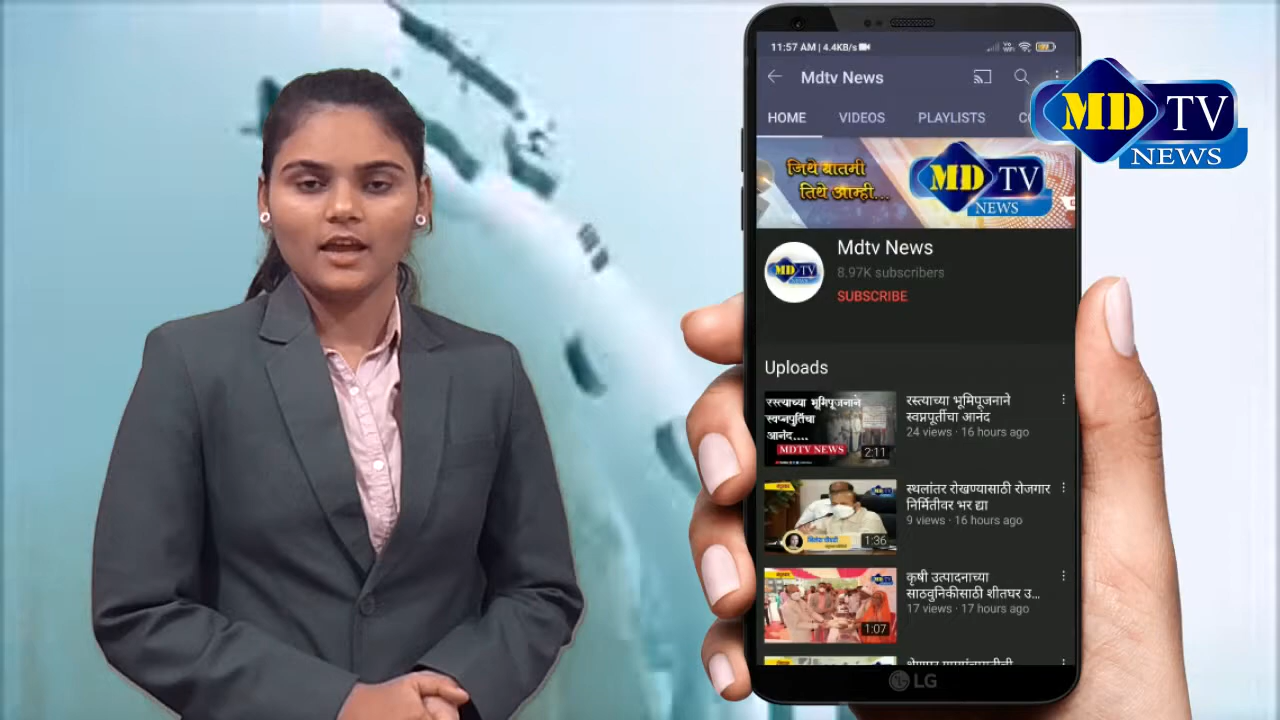 11:57 AM | 4.4KB/s
Mdtv News
HOME
VIDEOS
PLAYLISTS
MD TV
NEWS
जिथे बातमी
तिथे आम्ही...
MD TV
NEWS
Mdtv News
8.97K subscribers
SUBSCRIBE
MD TV
Uploads
रस्त्याच्या भूमिपूजनाने
स्वप्नपुर्तिचा
आनंद....
MDTV NEWS
2:11
रस्त्याच्या भूमिपूजनाने
स्वप्नपूर्तीचा आनंद
24 views · 16 hours ago
1:36
स्थलांतर रोखण्यासाठी रोजगार
निर्मितीवर भर द्या
9 views · 16 hours ago
1:07
कृषी उत्पादनाच्या
साठवुनिकीसाठी शीतघर उ...
17 views · 17 hours ago
LG